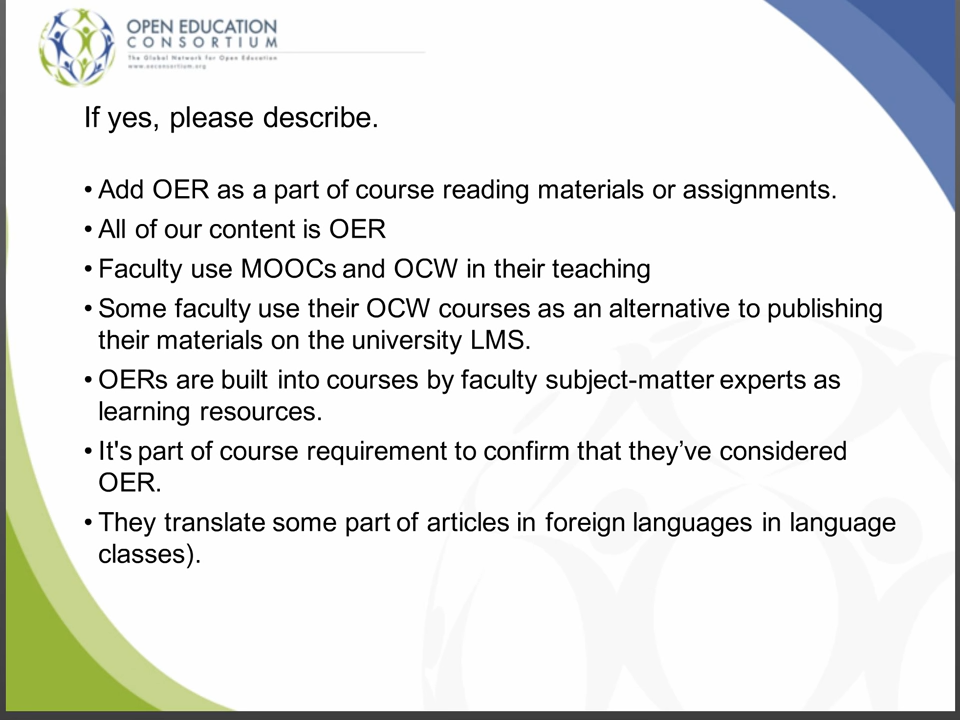 OPEN EDUCATION
CONSORTIUM
The Global Network for Open Education
www.oeconsortium.org
If yes, please describe.
• Add OER as a part of course reading materials or assignments.
• All of our content is OER
• Faculty use MOOCs and OCW in their teaching
• Some faculty use their OCW courses as an alternative to publishing
their materials on the university LMS.
• OERs are built into courses by faculty subject-matter experts as
learning resources.
• It's part of course requirement to confirm that they’ve considered
OER.
• They translate some part of articles in foreign languages in language
classes).